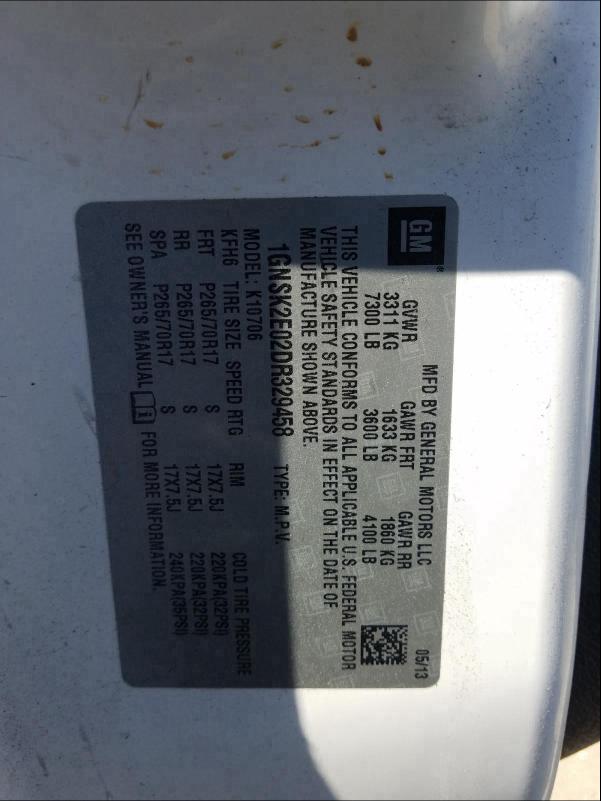 GM®
MFD BY GENERAL MOTORS LLC 05/13
GVWR GAWR FRT GAWR RR
3311 KG 1633 KG 1860 KG
7300 LB 3600 LB 4100 LB
THIS VEHICLE CONFORMS TO ALL APPLICABLE U.S. FEDERAL MOTOR
VEHICLE SAFETY STANDARDS IN EFFECT ON THE DATE OF
MANUFACTURE SHOWN ABOVE.
1GNSK2E02DR329458 TYPE: M.P.V.
MODEL: K10706
KFH6 TIRE SIZE SPEED RTG RIM COLD TIRE PRESSURE
FRT P265/70R17 S 17X7.5J 220KPA(32PSI)
RR P265/70R17 S 17X7.5J 220KPA(32PSI)
SPA P265/70R17 S 17X7.5J 240KPA(35PSI)
SEE OWNER'S MANUAL i FOR MORE INFORMATION.